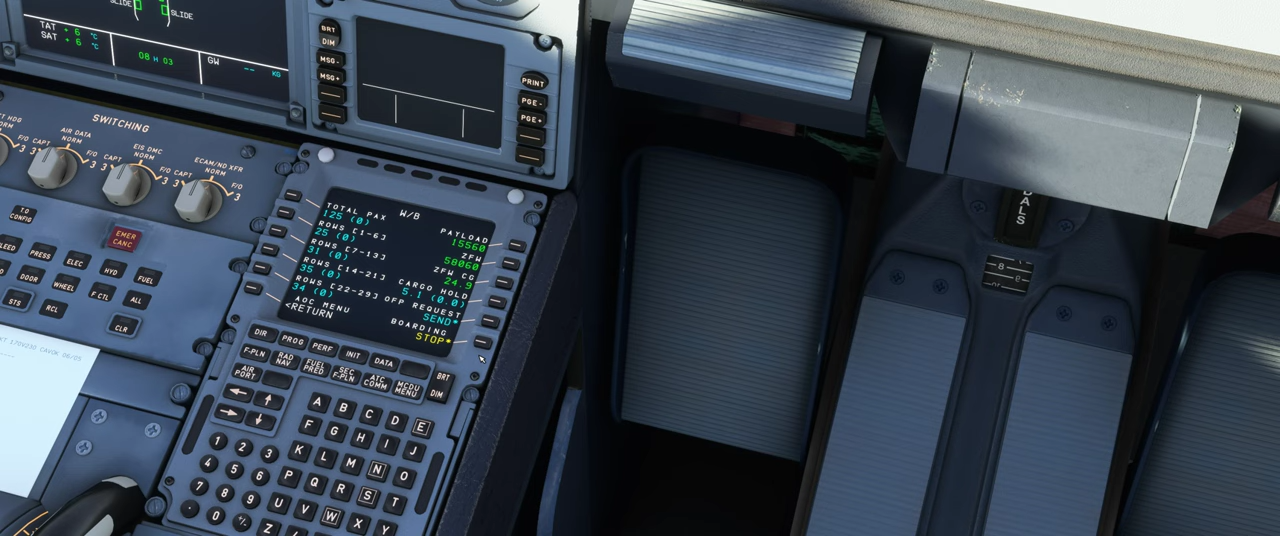 SLIDE
SLIDE
TAT + 6 °C
SAT + 6 °C
08 H 03
GW -- KG
BRT
DIM
MSG-
MSG+
PRINT
PGE -
PGE +
SWITCHING
AIR DATA
NORM
F/O
CAPT 3
F/O
3
EIS DMC
NORM
CAPT 3
F/O
3
ECAM/ND XFR
NORM
CAPT
F/O
T.O
CONFIG
EMER
CANC
PRESS
ELEC
HYD
FUEL
DOOR
WHEEL
F CTL
ALL
STS
RCL
CLR
W/B
TOTAL PAX
125 (0)
PAYLOAD
15560
ROWS [1-6]
25 (0)
ZFW
58060
ROWS [7-13]
31 (0)
ZFW CG
24.9
ROWS [14-21]
35 (0)
CARGO HOLD
5.1 (0.0)
ROWS [22-29]
34 (0)
OFP REQUEST
SEND*
AOC MENU
<RETURN
BOARDING
STOP*
DIR
PROG
PERF
INIT
DATA
F-PLN
RAD
NAV
FUEL
PRED
SEC
F-PLN
ATC
COMM
MCDU
MENU
BRT
DIM
AIR
PORT
A B C D E
F G H I J
1 2 3 K L M N O
4 5 6 P Q R S T
7 8 9 U V W X Y
. 0 +/- Z /